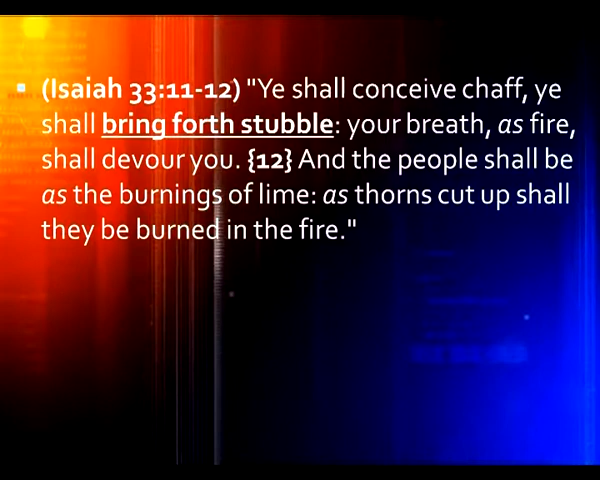 (Isaiah 33:11-12) "Ye shall conceive chaff, ye
shall bring forth stubble: your breath, as fire,
shall devour you. {12} And the people shall be
as the burnings of lime: as thorns cut up shall
they be burned in the fire."